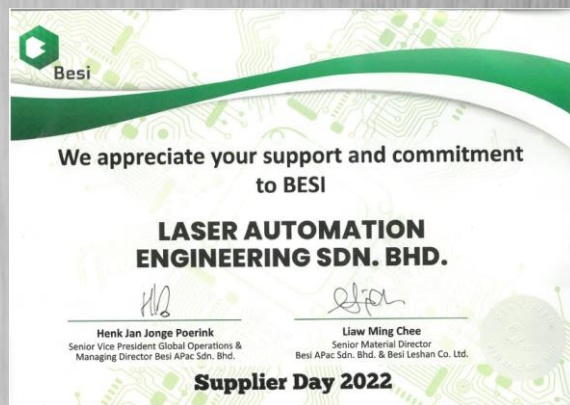 Besi
We appreciate your support and commitment
to BESI
LASER AUTOMATION
ENGINEERING SDN. BHD.
Henk Jan Jonge Poerink
Senior Vice President Global Operations &
Managing Director Besi APac Sdn. Bhd.
Liaw Ming Chee
Senior Material Director
Besi APac Sdn. Bhd. & Besi Leshan Co. Ltd.
Supplier Day 2022